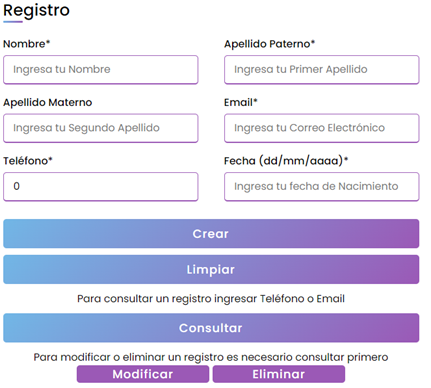 Registro
Nombre*
Apellido Paterno*
Ingresa tu Nombre
Ingresa tu Primer Apellido
Apellido Materno
Email*
Ingresa tu Segundo Apellido
Ingresa tu Correo Electrónico
Teléfono*
Fecha (dd/mm/aaaa)*
0
Ingresa tu fecha de Nacimiento
Crear
Limpiar
Para consultar un registro ingresar Teléfono o Email
Consultar
Para modificar o eliminar un registro es necesario consultar primero
Modificar
Eliminar